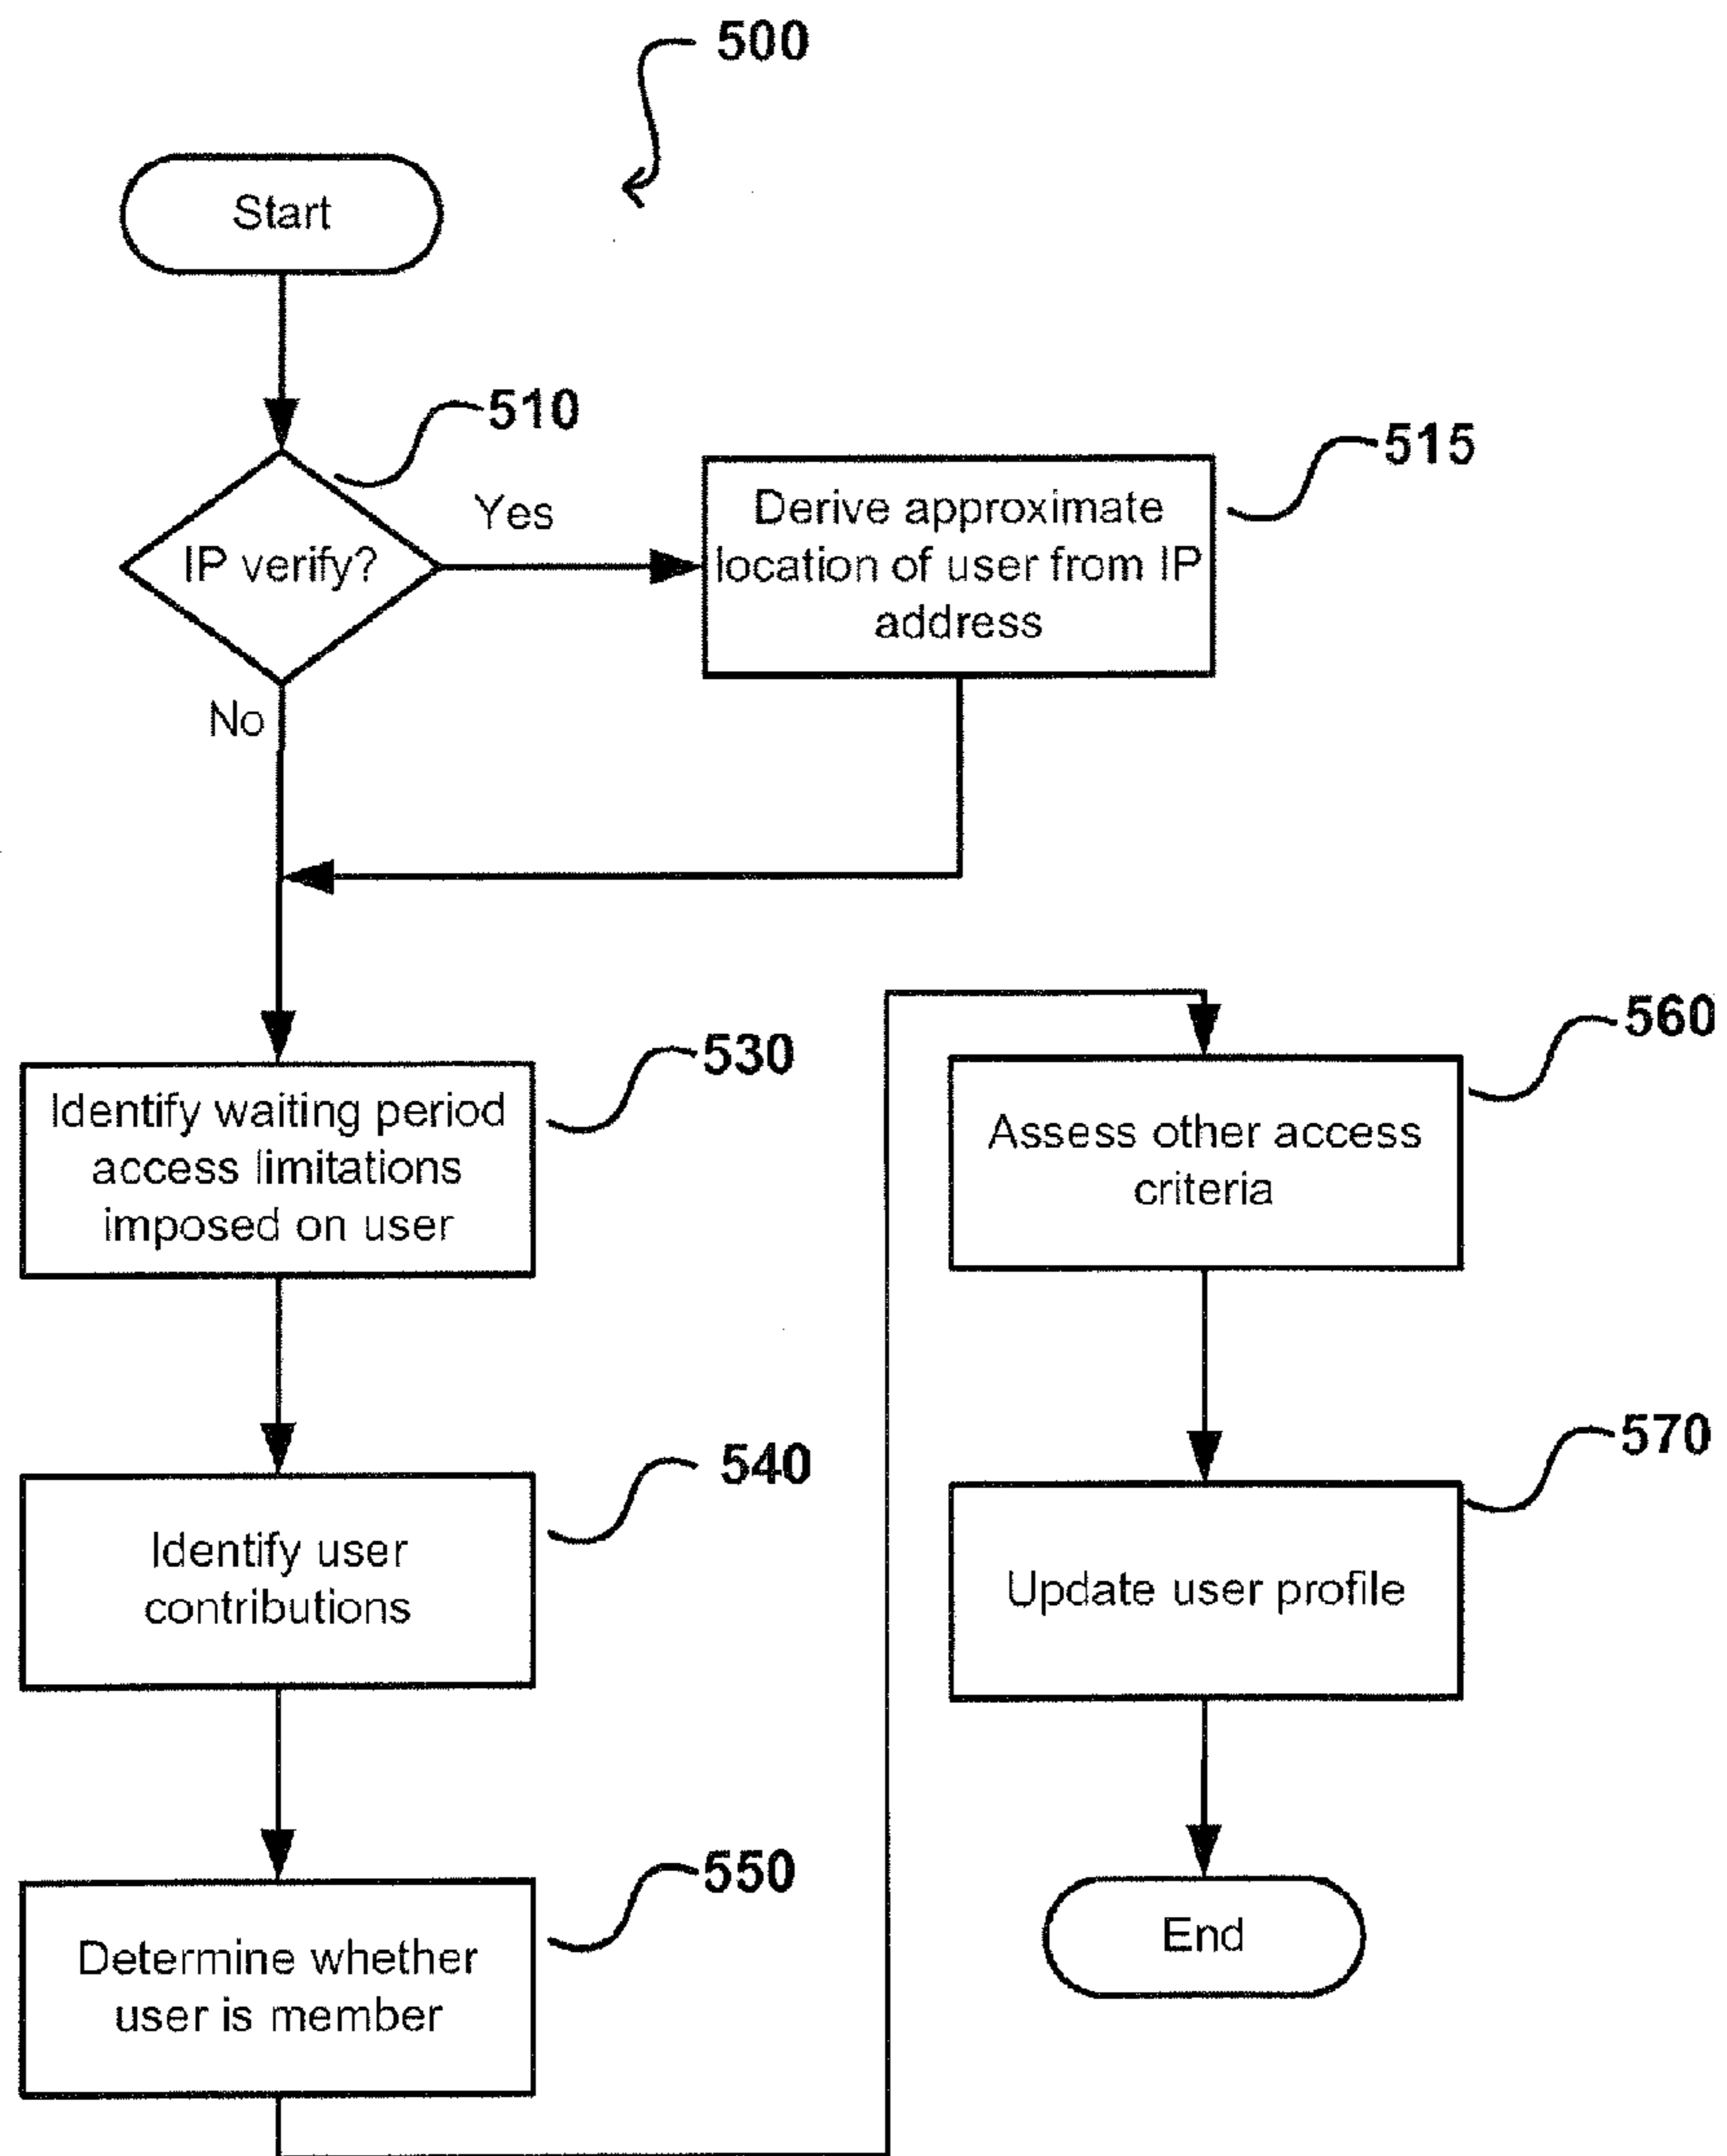 500
Start
510
IP verify?
Yes
No
515
Derive approximate
location of user from IP
address
530
Identify waiting period
access limitations
imposed on user
540
Identify user
contributions
550
Determine whether
user is member
560
Assess other access
criteria
570
Update user profile
End